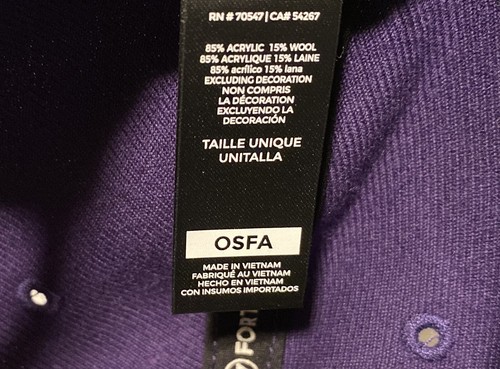 RN # 70547 | CA# 54267
85% ACRYLIC 15% WOOL
85% ACRYLIQUE 15% LAINE
85% acrílico 15% lana
EXCLUDING DECORATION
NON COMPRIS
LA DÉCORATION
EXCLUYENDO LA
DECORACIÓN
TAILLE UNIQUE
UNITALLA
OSFA
MADE IN VIETNAM
FABRIQUÉ AU VIETNAM
HECHO EN VIETNAM
CON INSUMOS IMPORTADOS